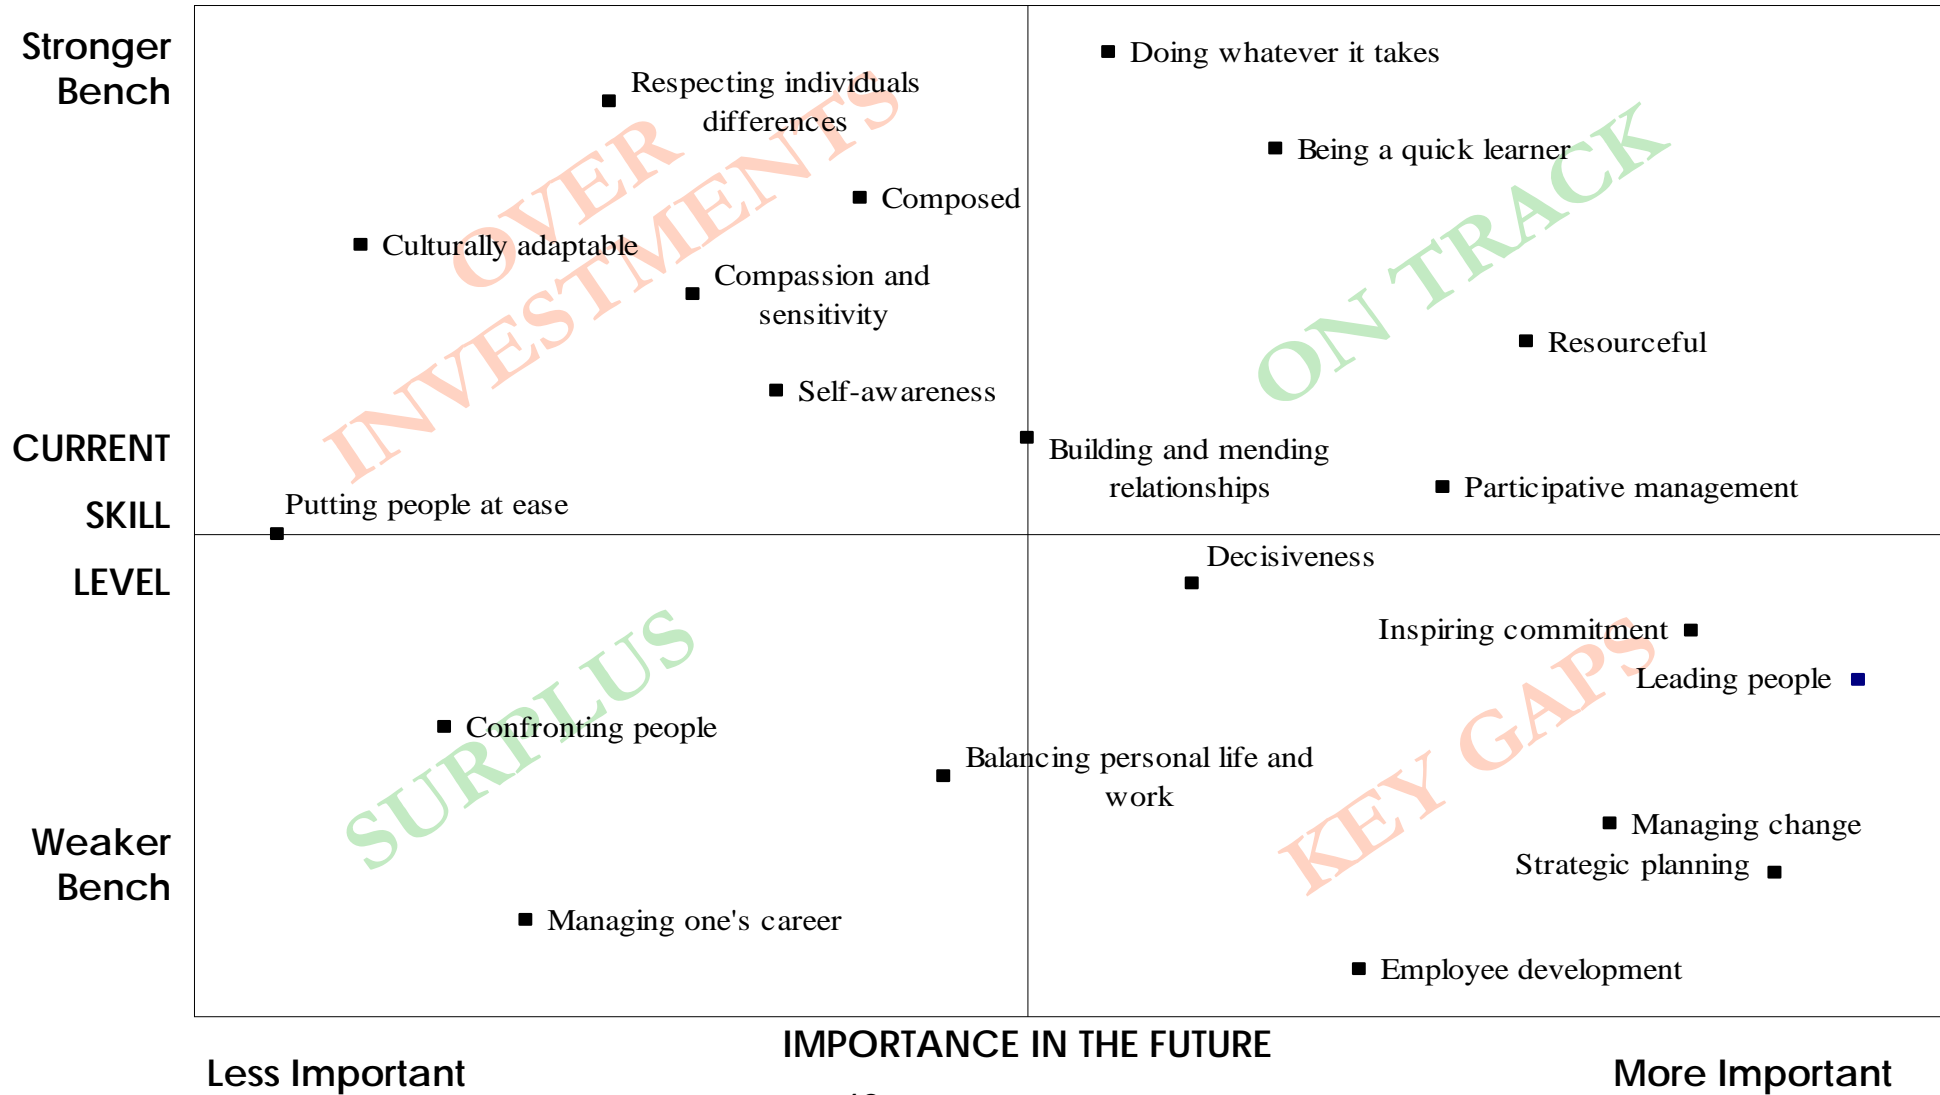 Stronger
Bench
Doing whatever it takes
Respecting individuals
differences
OVER
INVESTMENTS
Being a quick learner
ON TRACK
Composed
Culturally adaptable
Compassion and
sensitivity
Resourceful
Self-awareness
CURRENT
SKILL
LEVEL
Building and mending
relationships
Participative management
Putting people at ease
Decisiveness
Inspiring commitment
Leading people
SURPLUS
KEY GAPS
Confronting people
Balancing personal life and
work
Managing change
Strategic planning
Weaker
Bench
Managing one's career
Employee development
IMPORTANCE IN THE FUTURE
Less Important
More Important